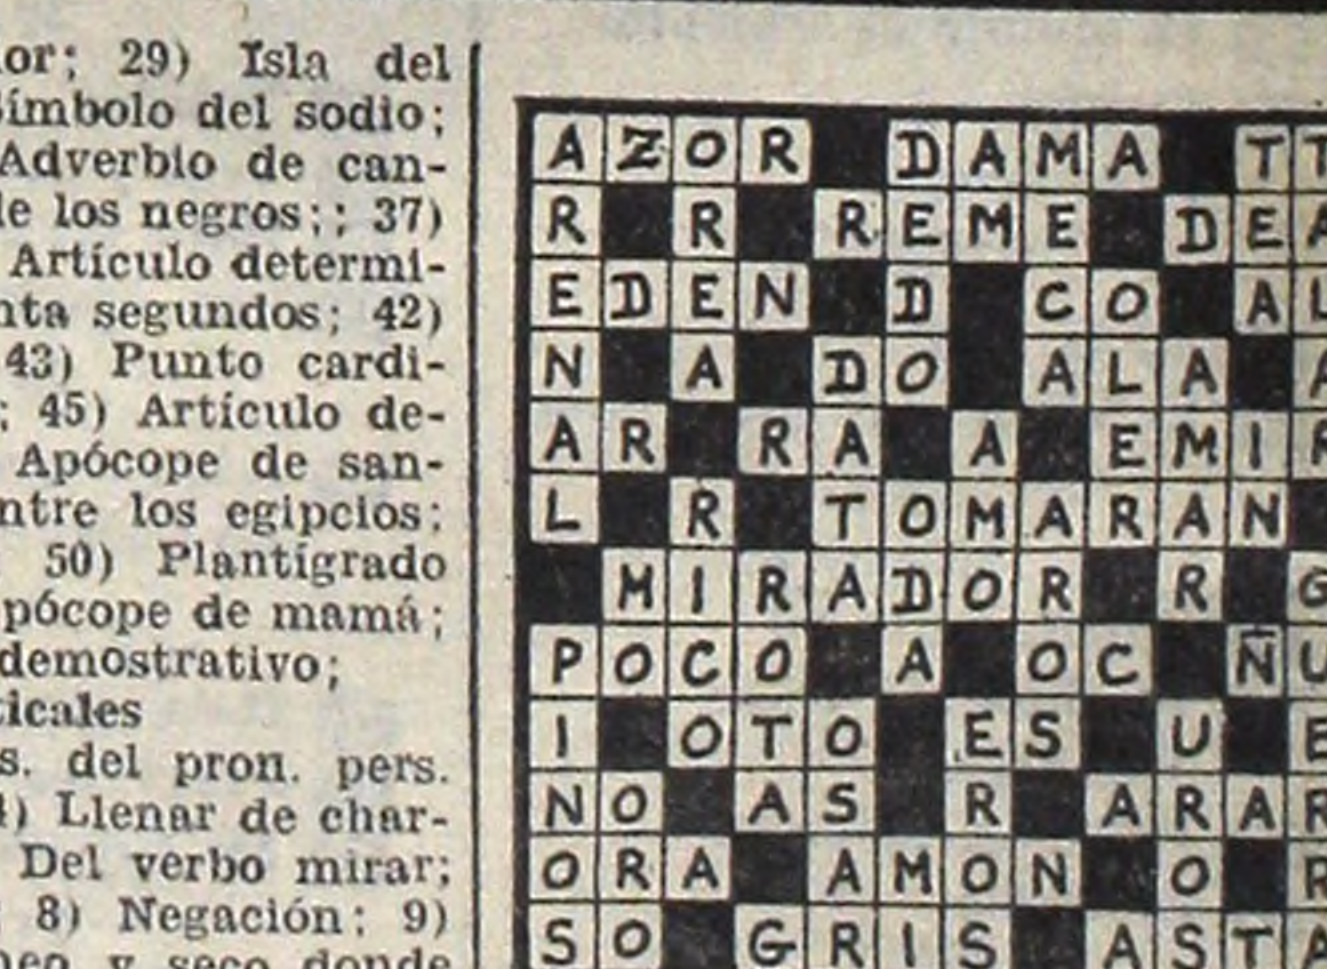 or; 29) Isla del
ímbolo del sodio;
Adverbio de can-
e los negros;; 37)
Artículo determi-
nta segundos; 42)
43) Punto cardi-
; 45) Artículo de-
Apócope de san-
ntre los egipcios;
50) Plantígrado
pócope de mamá;
demostrativo;
icales
s. del pron. pers.
) Llenar de char-
Del verbo mirar;
8) Negación; 9)
y seco donde
AZOR DAMA TT
R R REME DEA
EDEN D CO AL
N A DO ALA A
AR RA A EMIR
L R TOMARAN
MIRADOR R G
POCO A OC ÑU
I OTO ES U E
NO AS R ARAR
ORA AMON O R
SO GRIS ASTA